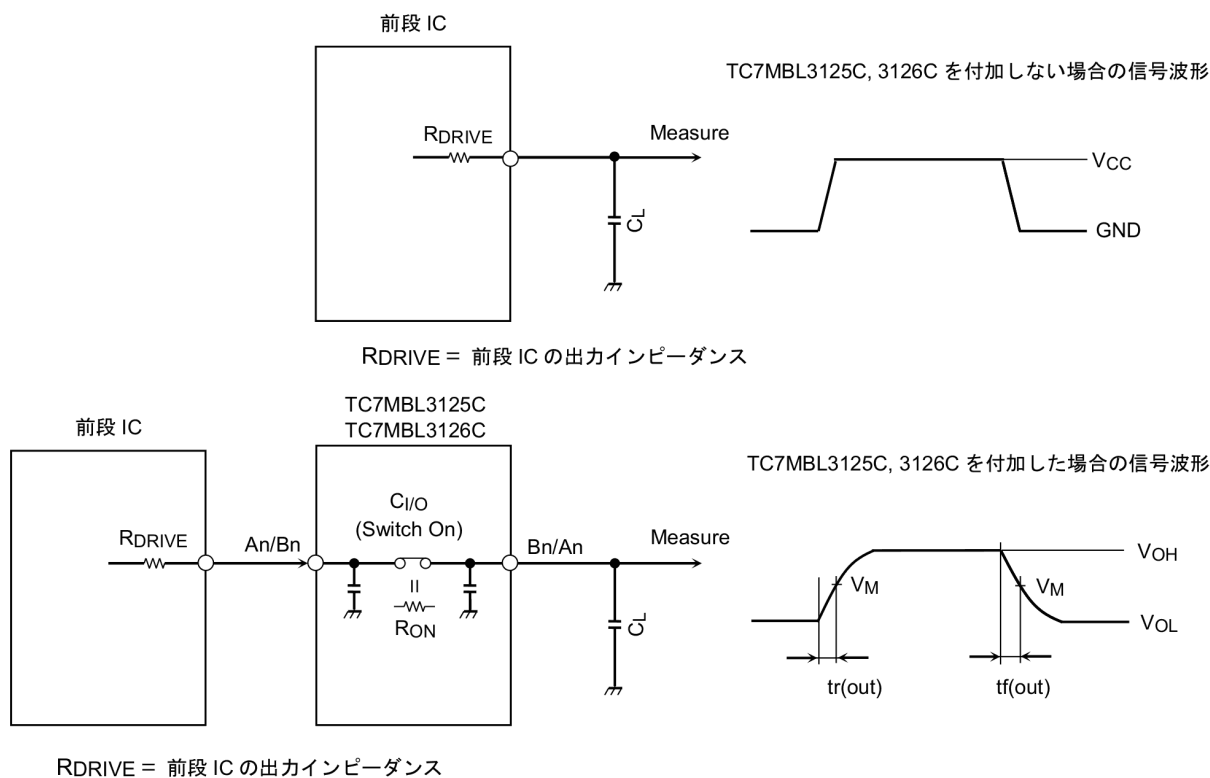 前段 IC
TC7MBL3125C, 3126C を付加しない場合の信号波形
RDRIVE
Measure
VCC
CL
GND
RDRIVE = 前段 IC の出力インピーダンス
TC7MBL3125C
TC7MBL3126C
前段 IC
TC7MBL3125C, 3126C を付加した場合の信号波形
CI/O
(Switch On)
RDRIVE
An/Bn
Bn/An
Measure
VOH
VM
VM
RON
CL
VOL
tr(out)
tf(out)
RDRIVE = 前段 IC の出力インピーダンス